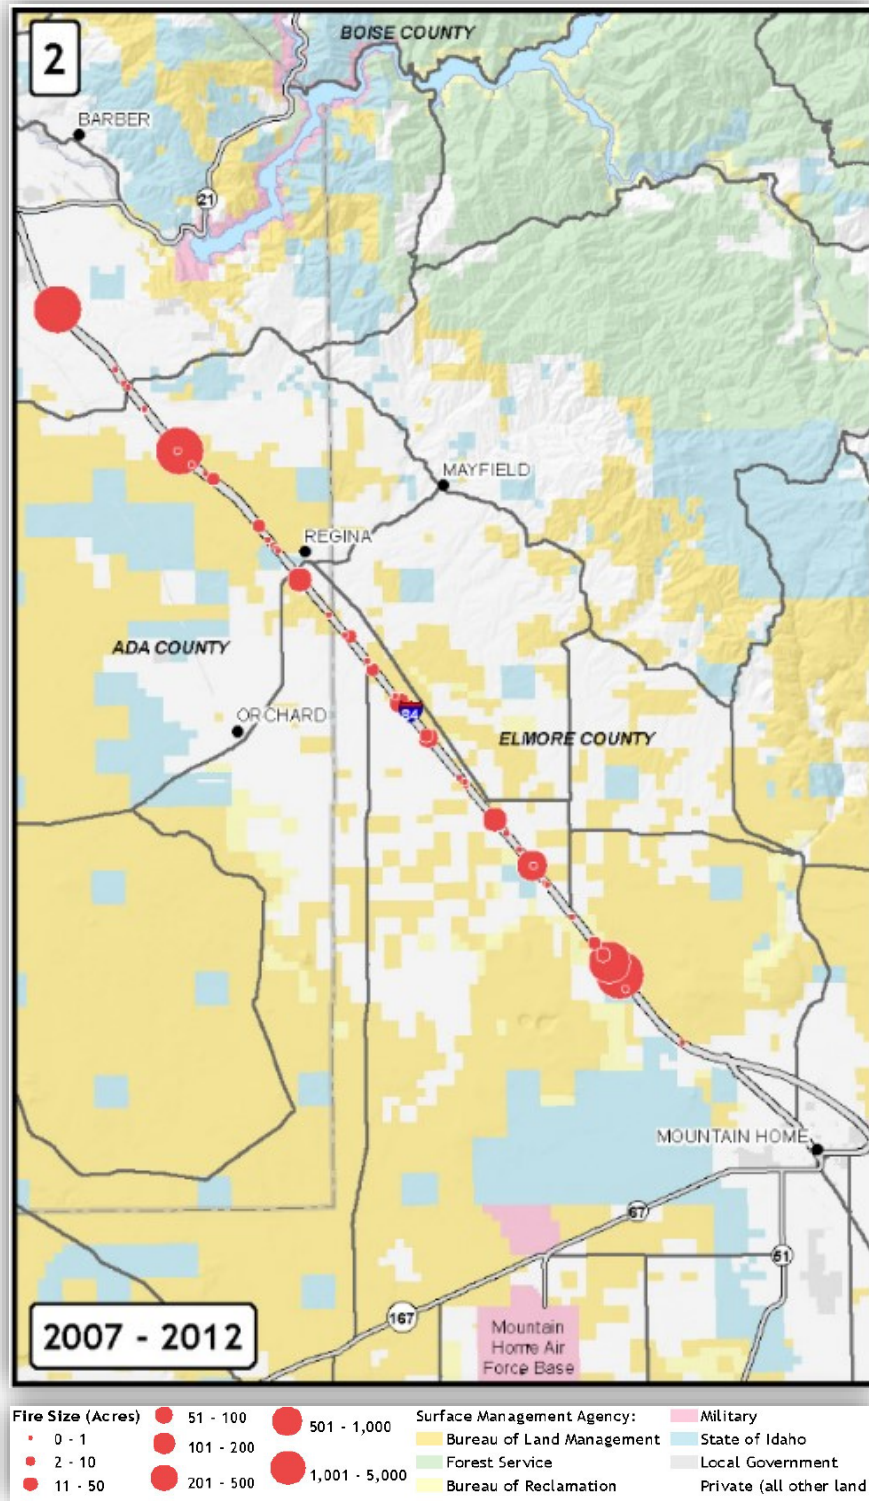 2
BOISE COUNTY
BARBER
21
MAYFIELD
REGINA
ADA COUNTY
ORCHARD
84
ELMORE COUNTY
MOUNTAIN HOME
67
51
167
Mountain
Home Air
Force Base
2007 - 2012
Fire Size (Acres)
0 - 1
2 - 10
11 - 50
51 - 100
101 - 200
201 - 500
501 - 1,000
1,001 - 5,000
Surface Management Agency:
Bureau of Land Management
Forest Service
Bureau of Reclamation
Military
State of Idaho
Local Government
Private (all other land